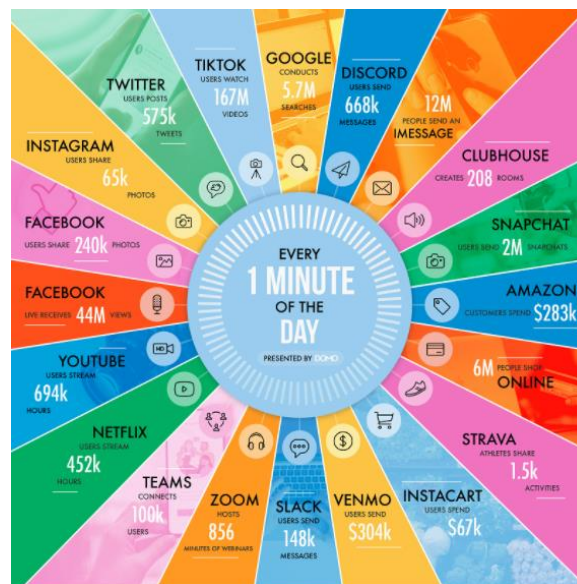 EVERY
1 MINUTE
OF THE
DAY
PRESENTED BY DOMO
GOOGLE
CONDUCTS
5.7M
SEARCHES
DISCORD
USERS SEND
668k
MESSAGES
12M
PEOPLE SEND AN
IMESSAGE
CLUBHOUSE
CREATES 208 ROOMS
SNAPCHAT
USERS SEND 2M SNAPCHATS
AMAZON
CUSTOMERS SPEND $283k
6M PEOPLE SHOP
ONLINE
STRAVA
ATHLETES SHARE
1.5k
ACTIVITIES
INSTACART
USERS SPEND
$67k
VENMO
USERS SEND
$304k
SLACK
USERS SEND
148k
MESSAGES
ZOOM
HOSTS
856
MINUTES OF WEBINARS
TEAMS
CONNECTS
100k
USERS
NETFLIX
USERS STREAM
452k
HOURS
YOUTUBE
USERS STREAM
694k
HOURS
FACEBOOK
LIVE RECEIVES 44M VIEWS
FACEBOOK
USERS SHARE 240k PHOTOS
INSTAGRAM
USERS SHARE
65k
PHOTOS
TWITTER
USERS POSTS
575k
TWEETS
TIKTOK
USERS WATCH
167M
VIDEOS
HD